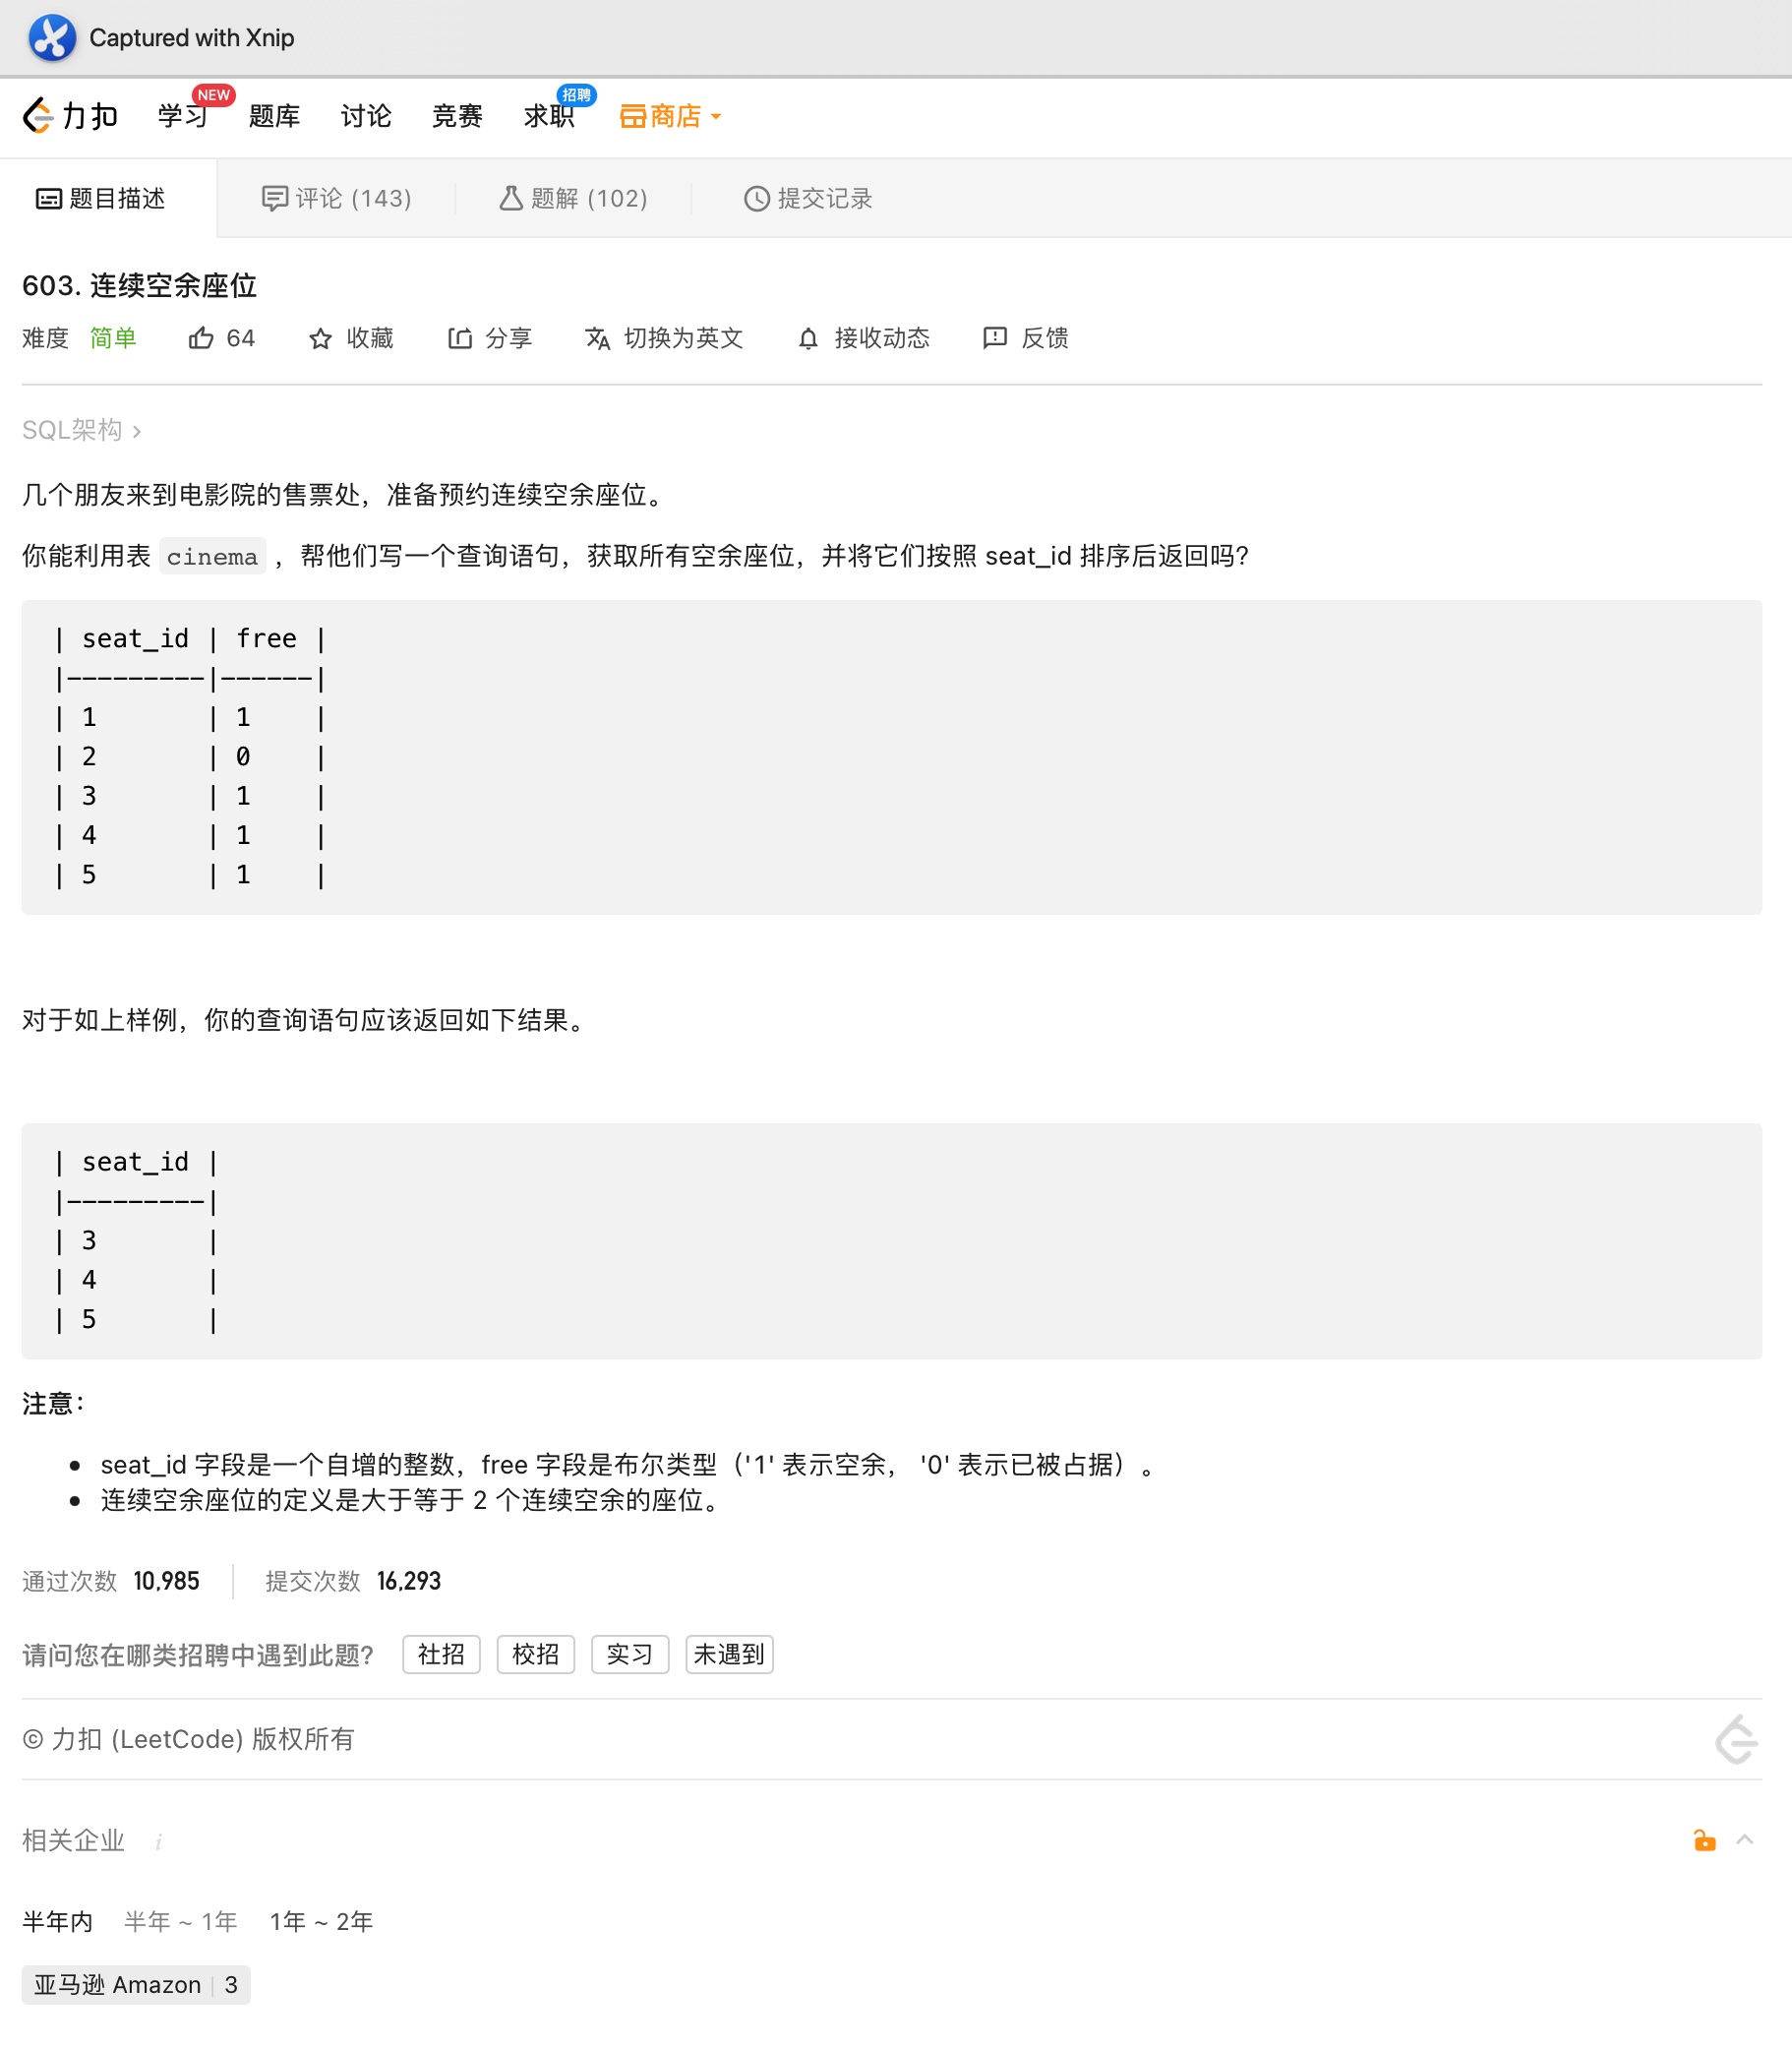 Captured with Xnip
力扣 学习 NEW 题库 讨论 竞赛 求职 招聘 商店
题目描述 评论 (143) 题解 (102) 提交记录
603. 连续空余座位
难度 简单 64 收藏 分享 切换为英文 接收动态 反馈
SQL架构 >
几个朋友来到电影院的售票处，准备预约连续空余座位。
你能利用表 cinema ，帮他们写一个查询语句，获取所有空余座位，并将它们按照 seat_id 排序后返回吗?
| seat_id | free |
|---------|------|
| 1 | 1 |
| 2 | 0 |
| 3 | 1 |
| 4 | 1 |
| 5 | 1 |
对于如上样例，你的查询语句应该返回如下结果。
| seat_id |
|---------|
| 3 |
| 4 |
| 5 |
注意：
• seat_id 字段是一个自增的整数，free 字段是布尔类型（'1' 表示空余， '0' 表示已被占据）。
• 连续空余座位的定义是大于等于 2 个连续空余的座位。
通过次数 10,985 提交次数 16,293
请问您在哪类招聘中遇到此题? 社招 校招 实习 未遇到
© 力扣 (LeetCode) 版权所有
相关企业 i
半年内 半年 ~ 1年 1年 ~ 2年
亚马逊 Amazon | 3